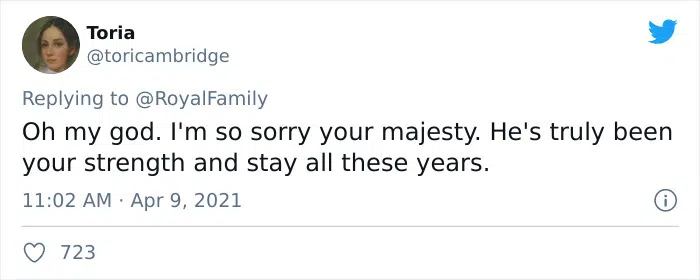 Toria
@toricambridge
Replying to @RoyalFamily
Oh my god. I'm so sorry your majesty. He's truly been
your strength and stay all these years.
11:02 AM · Apr 9, 2021
723